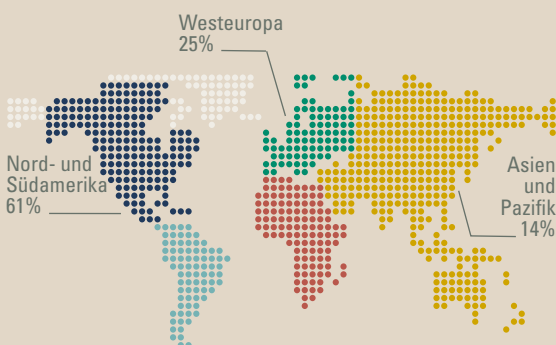 Westeuropa
25%
Nord- und
Südamerika
61%
Asien
und
Pazifik
14%